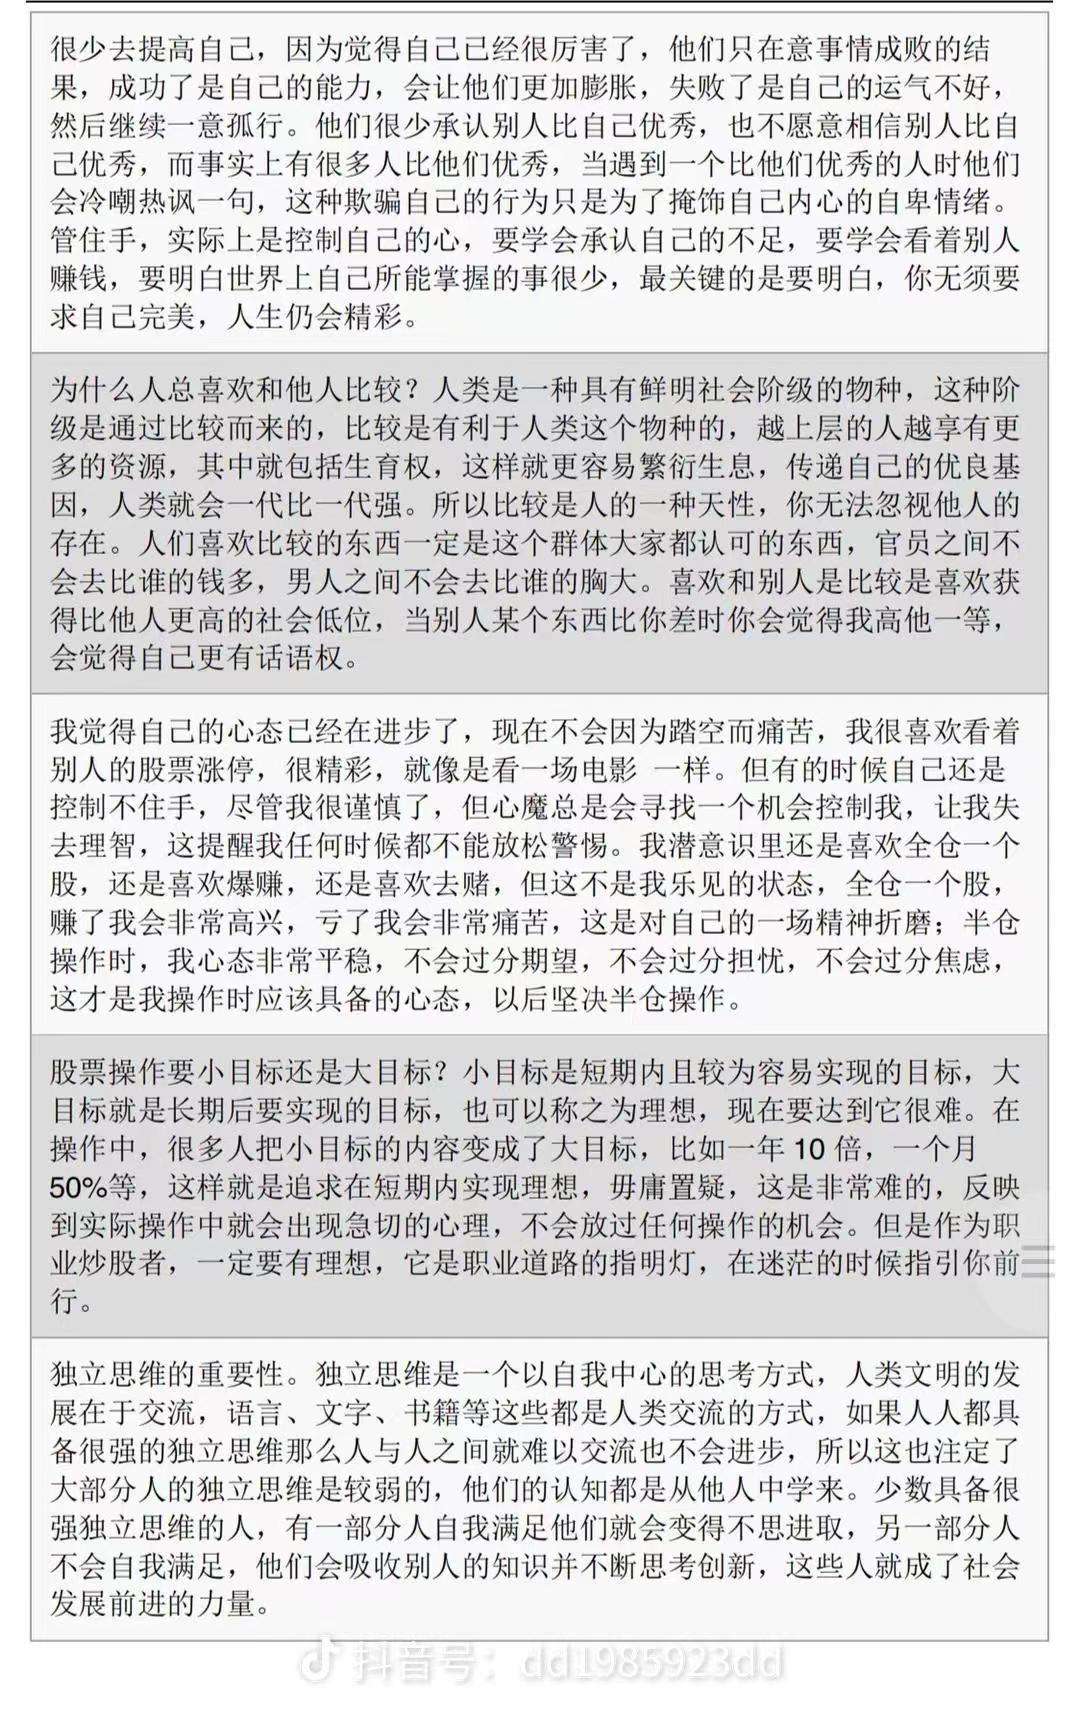 很少去提高自己，因为觉得自己已经很厉害了，他们只在意事情成败的结
果，成功了是自己的能力，会让他们更加膨胀，失败了是自己的运气不好，
然后继续一意孤行。他们很少承认别人比自己优秀，也不愿意相信别人比自
己优秀，而事实上有很多人比他们优秀，当遇到一个比他们优秀的人时他们
会冷嘲热讽一句，这种欺骗自己的行为只是为了掩饰自己内心的自卑情绪。
管住手，实际上是控制自己的心，要学会承认自己的不足，要学会看着别人
赚钱，要明白世界上自己所能掌握的事很少，最关键的是要明白，你无须要
求自己完美，人生仍会精彩。
为什么人总喜欢和他人比较？人类是一种具有鲜明社会阶级的物种，这种阶
级是通过比较而来的，比较是有利于人类这个物种的，越上层的人越享有更
多的资源，其中就包括生育权，这样就更容易繁衍生息，传递自己的优良基
因，人类就会一代比一代强。所以比较是人的一种天性，你无法忽视他人的
存在。人们喜欢比较的东西一定是这个群体大家都认可的东西，官员之间不
会去比谁的钱多，男人之间不会去比谁的胸大。喜欢和别人是比较是喜欢获
得比他人更高的社会低位，当别人某个东西比你差时你会觉得我高他一等，
会觉得自己更有话语权。
我觉得自己的心态已经在进步了，现在不会因为踏空而痛苦，我很喜欢看着
别人的股票涨停，很精彩，就像是看一场电影 一样。但有的时候自己还是
控制不住手，尽管我很谨慎了，但心魔总是会寻找一个机会控制我，让我失
去理智，这提醒我任何时候都不能放松警惕。我潜意识里还是喜欢全仓一个
股，还是喜欢爆赚，还是喜欢去赌，但这不是我乐见的状态，全仓一个股，
赚了我会非常高兴，亏了我会非常痛苦，这是对自己的一场精神折磨；半仓
操作时，我心态非常平稳，不会过分期望，不会过分担忧，不会过分焦虑，
这才是我操作时应该具备的心态，以后坚决半仓操作。
股票操作要小目标还是大目标？小目标是短期内且较为容易实现的目标，大
目标就是长期后要实现的目标，也可以称之为理想，现在要达到它很难。在
操作中，很多人把小目标的内容变成了大目标，比如一年 10 倍，一个月
50%等，这样就是追求在短期内实现理想，毋庸置疑，这是非常难的，反映
到实际操作中就会出现急切的心理，不会放过任何操作的机会。但是作为职
业炒股者，一定要有理想，它是职业道路的指明灯，在迷茫的时候指引你前
行。
独立思维的重要性。独立思维是一个以自我中心的思考方式，人类文明的发
展在于交流，语言、文字、书籍等这些都是人类交流的方式，如果人人都具
备很强的独立思维那么人与人之间就难以交流也不会进步，所以这也注定了
大部分人的独立思维是较弱的，他们的认知都是从他人中学来。少数具备很
强独立思维的人，有一部分人自我满足他们就会变得不思进取，另一部分人
不会自我满足，他们会吸收别人的知识并不断思考创新，这些人就成了社会
发展前进的力量。
抖音号：dd1985923dd